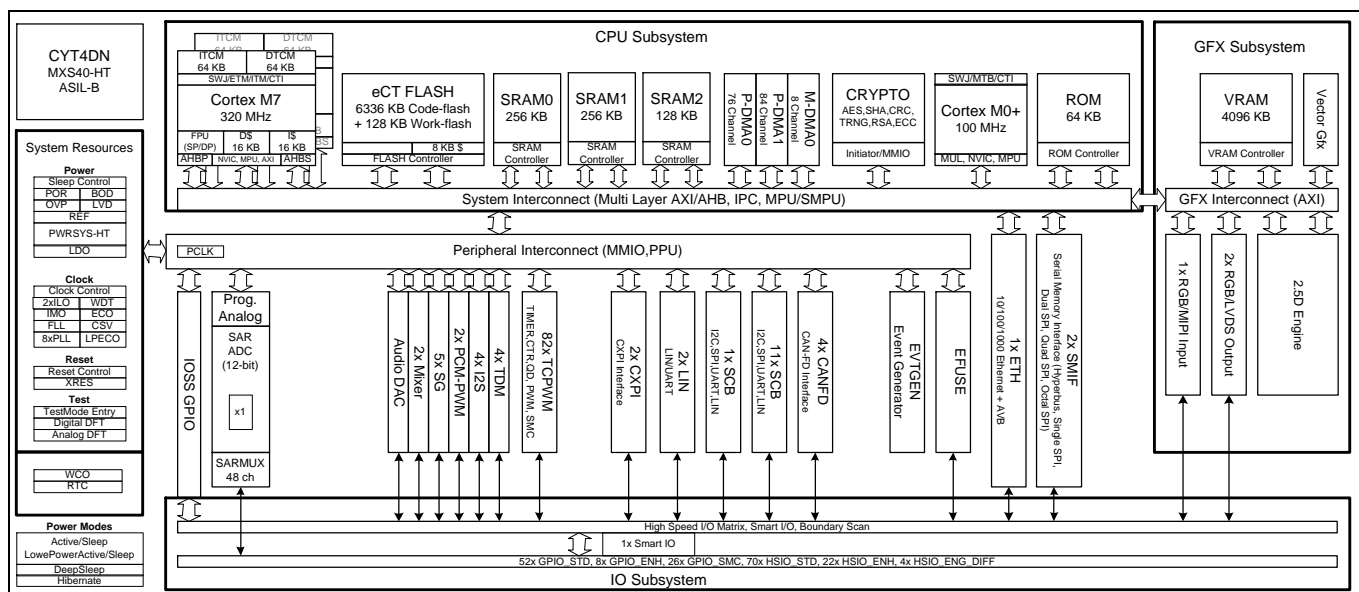 CYT4DN
MXS40-HT
ASIL-B
System Resources
Power
Sleep Control
POR BOD
OVP LVD
REF
PWRSYS-HT
LDO
Clock
Clock Control
2xILO WDT
IMO ECO
FLL CSV
8xPLL LPECO
Reset
Reset Control
XRES
Test
TestMode Entry
Digital DFT
Analog DFT
WCO
RTC
Power Modes
Active/Sleep
LowePowerActive/Sleep
DeepSleep
Hibernate
CPU Subsystem
ITCM
DTCM
ITCM
64 KB
DTCM
64 KB
SWJ/ETM/ITM/CTI
Cortex M7
320 MHz
FPU
(SP/DP)
D$
16 KB
I$
16 KB
AHBP NVIC, MPU, AXI AHBS
eCT FLASH
6336 KB Code-flash
+ 128 KB Work-flash
8 KB $
FLASH Controller
SRAM0
256 KB
SRAM
Controller
SRAM1
256 KB
SRAM
Controller
SRAM2
128 KB
SRAM
Controller
P-DMA0
76 Channel
P-DMA1
84 Channel
M-DMA0
8 Channel
CRYPTO
AES,SHA,CRC,
TRNG,RSA,ECC
Initiator/MMIO
SWJ/MTB/CTI
Cortex M0+
100 MHz
MUL, NVIC, MPU
ROM
64 KB
ROM Controller
System Interconnect (Multi Layer AXI/AHB, IPC, MPU/SMPU)
GFX Subsystem
VRAM
4096 KB
VRAM Controller
Vector Gfx
GFX Interconnect (AXI)
1x RGB/MIPI Input
2x RGB/LVDS Output
2.5D Engine
PCLK
Peripheral Interconnect (MMIO,PPU)
IOSS GPIO
Prog.
Analog
SAR
ADC
(12-bit)
x1
SARMUX
48 ch
Audio DAC
2x Mixer
5x SG
2x PCM-PWM
4x I2S
4x TDM
82x TCPWM
TIMER,CTR,QD, PWM, SMC
2x CXPI
CXPI Interface
2x LIN
LIN/UART
1x SCB
I2C,SPI,UART,LIN
11x SCB
I2C,SPI,UART,LIN
4x CANFD
CAN-FD Interface
EVTGEN
Event Generator
EFUSE
1x ETH
10/100/1000 Ethernet + AVB
2x SMIF
Serial Memory Interface (Hyperbus, Single SPI,
Dual SPI, Quad SPI, Octal SPI)
High Speed I/O Matrix, Smart I/O, Boundary Scan
1x Smart IO
52x GPIO_STD, 8x GPIO_ENH, 26x GPIO_SMC, 70x HSIO_STD, 22x HSIO_ENH, 4x HSIO_ENG_DIFF
IO Subsystem